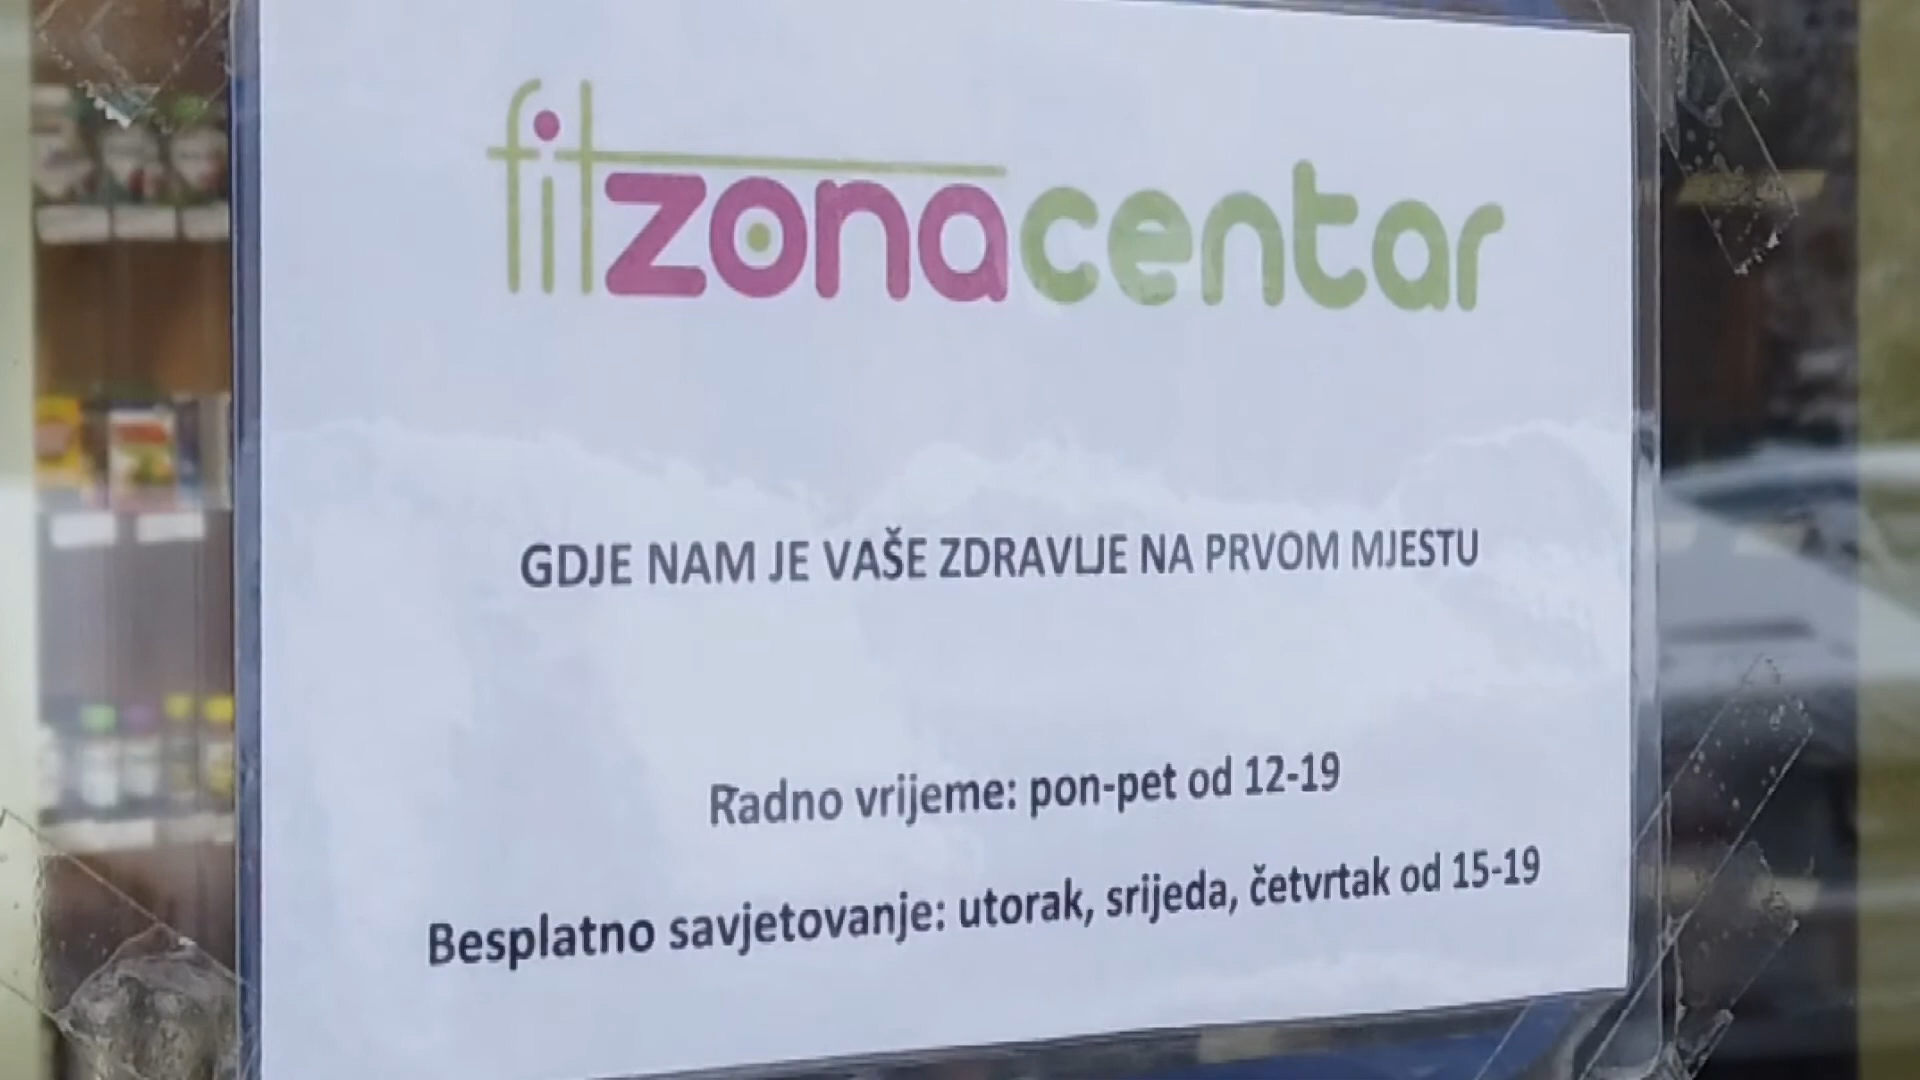 fitzonacentar
GDJE NAM JE VAŠE ZDRAVLJE NA PRVOM MJESTU
Radno vrijeme: pon-pet od 12-19
Besplatno savjetovanje: utorak, srijeda, četvrtak od 15-19